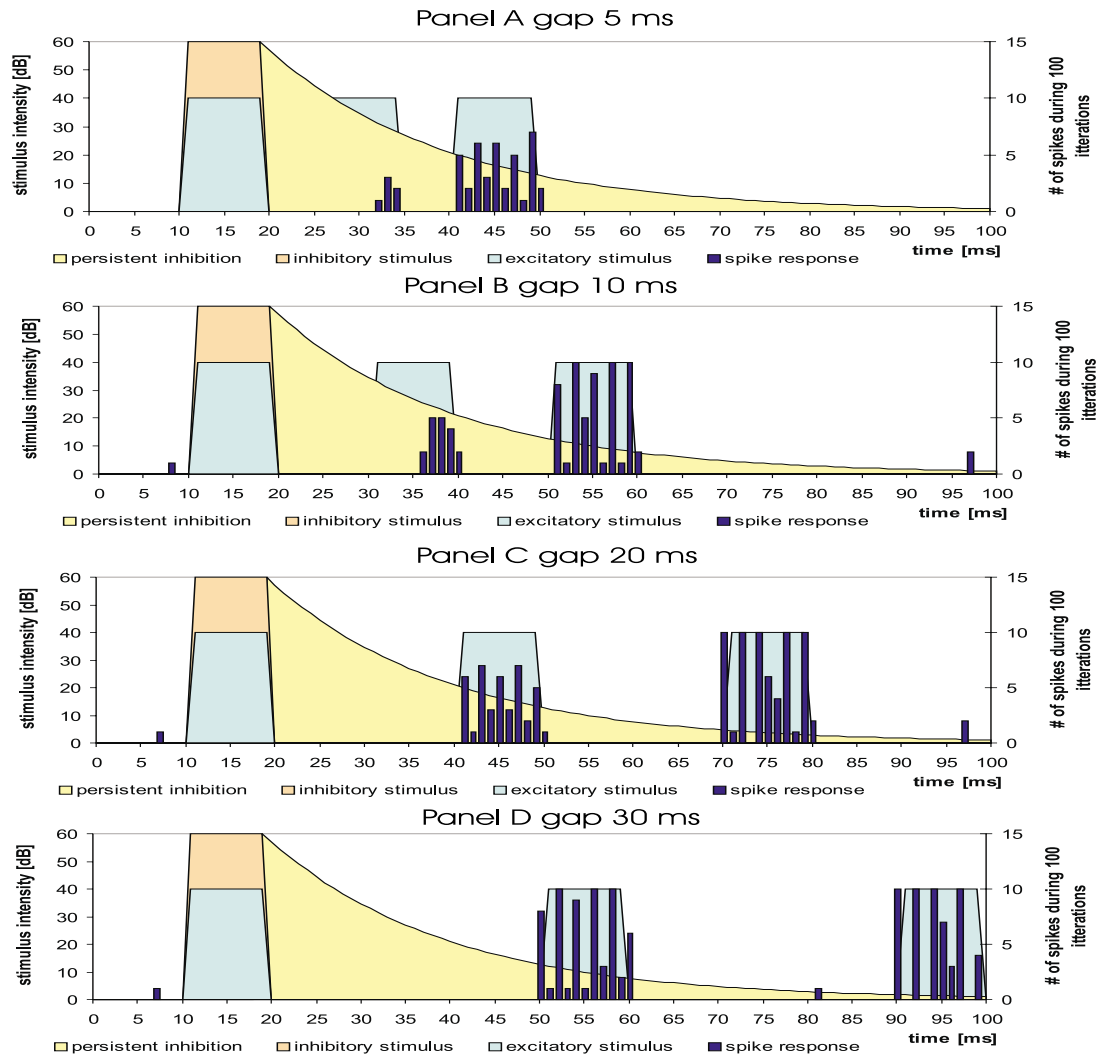 Panel A gap 5 ms
stimulus intensity [dB]
60
50
40
30
20
10
0
15
10
5
0
# of spikes during 100
itterations
0 5 10 15 20 25 30 35 40 45 50 55 60 65 70 75 80 85 90 95 100
time [ms]
persistent inhibition inhibitory stimulus excitatory stimulus spike response
Panel B gap 10 ms
stimulus intensity [dB]
60
50
40
30
20
10
0
15
10
5
0
# of spikes during 100
itterations
0 5 10 15 20 25 30 35 40 45 50 55 60 65 70 75 80 85 90 95 100
time [ms]
persistent inhibition inhibitory stimulus excitatory stimulus spike response
Panel C gap 20 ms
stimulus intensity [dB]
60
50
40
30
20
10
0
15
10
5
0
# of spikes during 100
itterations
0 5 10 15 20 25 30 35 40 45 50 55 60 65 70 75 80 85 90 95 100
time [ms]
persistent inhibition inhibitory stimulus excitatory stimulus spike response
Panel D gap 30 ms
stimulus intensity [dB]
60
50
40
30
20
10
0
15
10
5
0
# of spikes during 100
itterations
0 5 10 15 20 25 30 35 40 45 50 55 60 65 70 75 80 85 90 95 100
time [ms]
persistent inhibition inhibitory stimulus excitatory stimulus spike response